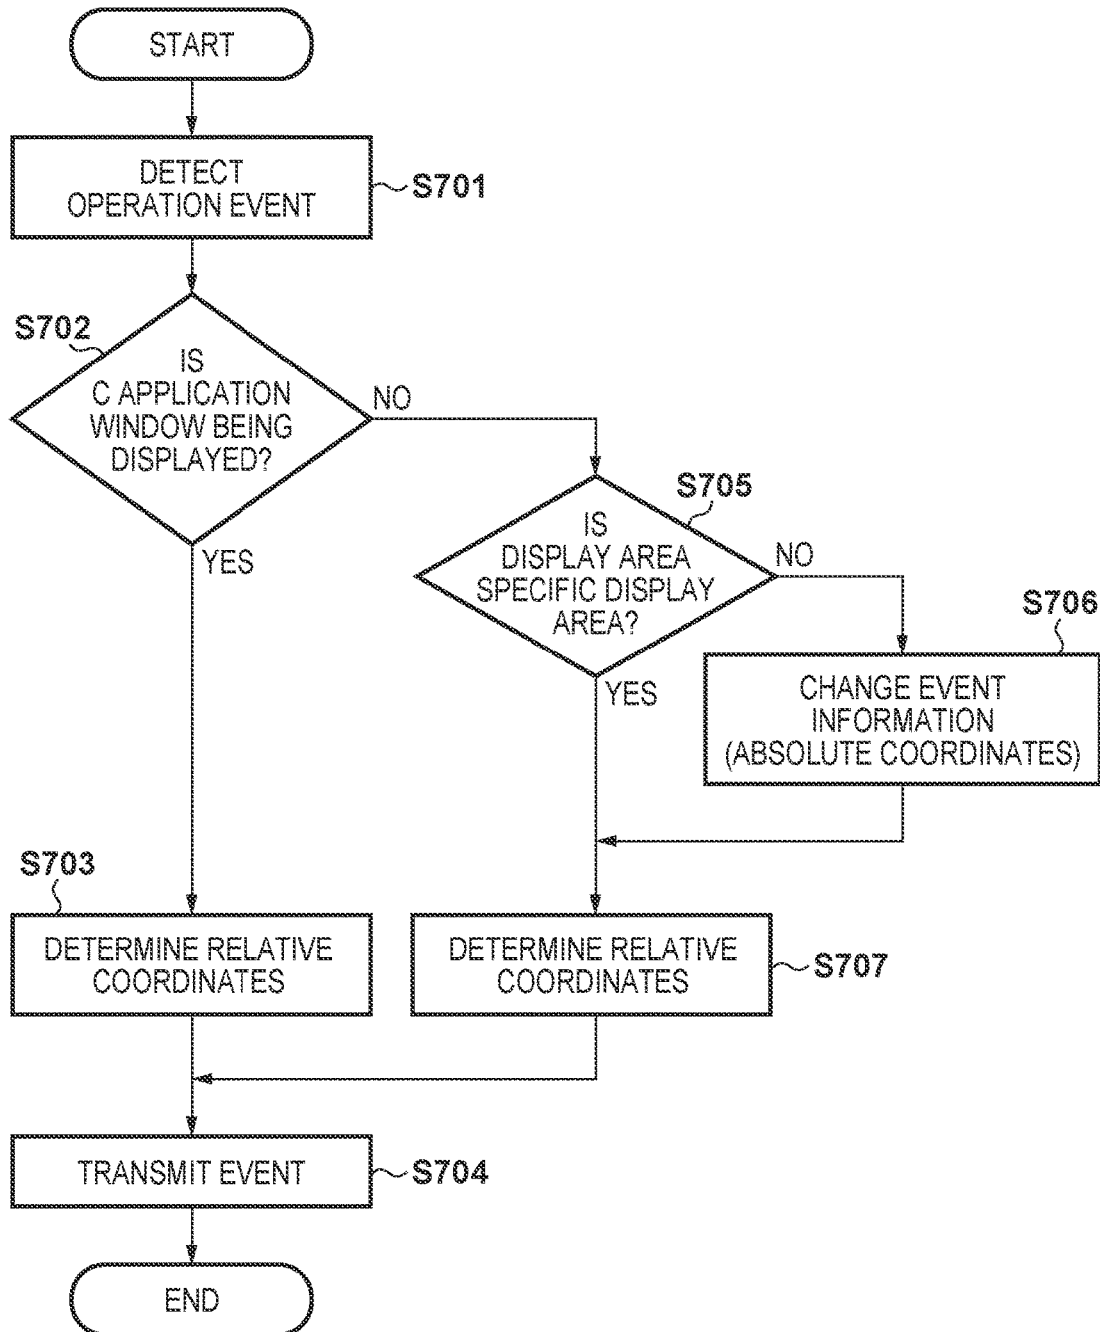 START
DETECT
OPERATION EVENT
S701
S702
IS
C APPLICATION
WINDOW BEING
DISPLAYED?
NO
YES
S705
IS
DISPLAY AREA
SPECIFIC DISPLAY
AREA?
NO
YES
S706
CHANGE EVENT
INFORMATION
(ABSOLUTE COORDINATES)
S703
DETERMINE RELATIVE
COORDINATES
DETERMINE RELATIVE
COORDINATES
S707
TRANSMIT EVENT
S704
END